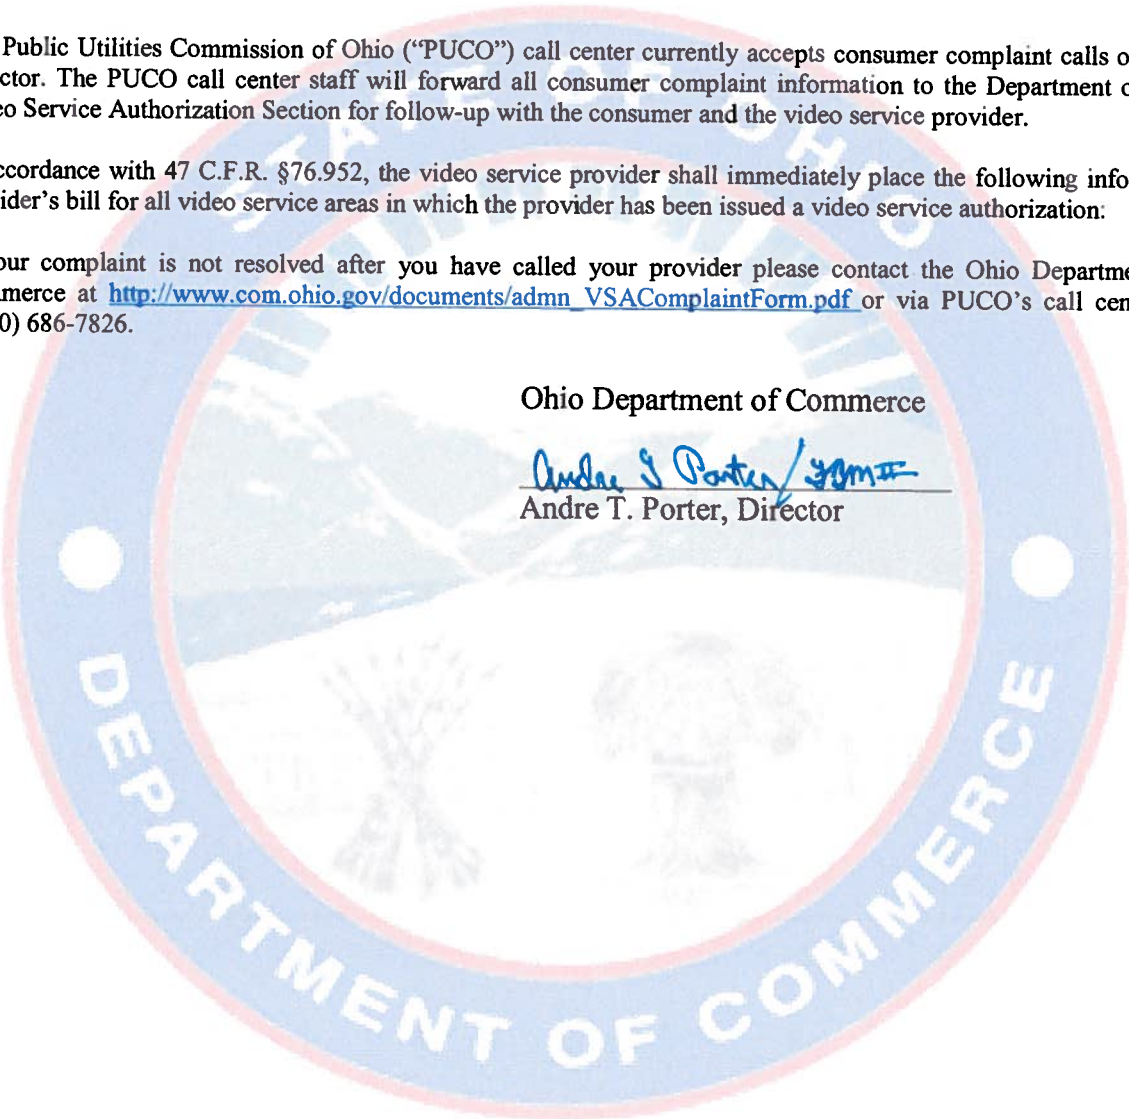 Public Utilities Commission of Ohio (“PUCO”) call center currently accepts consumer complaint calls o
ctor. The PUCO call center staff will forward all consumer complaint information to the Department o
eo Service Authorization Section for follow-up with the consumer and the video service provider.
ccordance with 47 C.F.R. §76.952, the video service provider shall immediately place the following info
ider’s bill for all video service areas in which the provider has been issued a video service authorization:
our complaint is not resolved after you have called your provider please contact the Ohio Departme
merce at http://www.com.ohio.gov/documents/admn_VSAComplaintForm.pdf or via PUCO’s call cen
0) 686-7826.
Ohio Department of Commerce
Andre T Porter/
Andre T. Porter, Director
STATE OF OHIO
DEPARTMENT OF COMMERCE